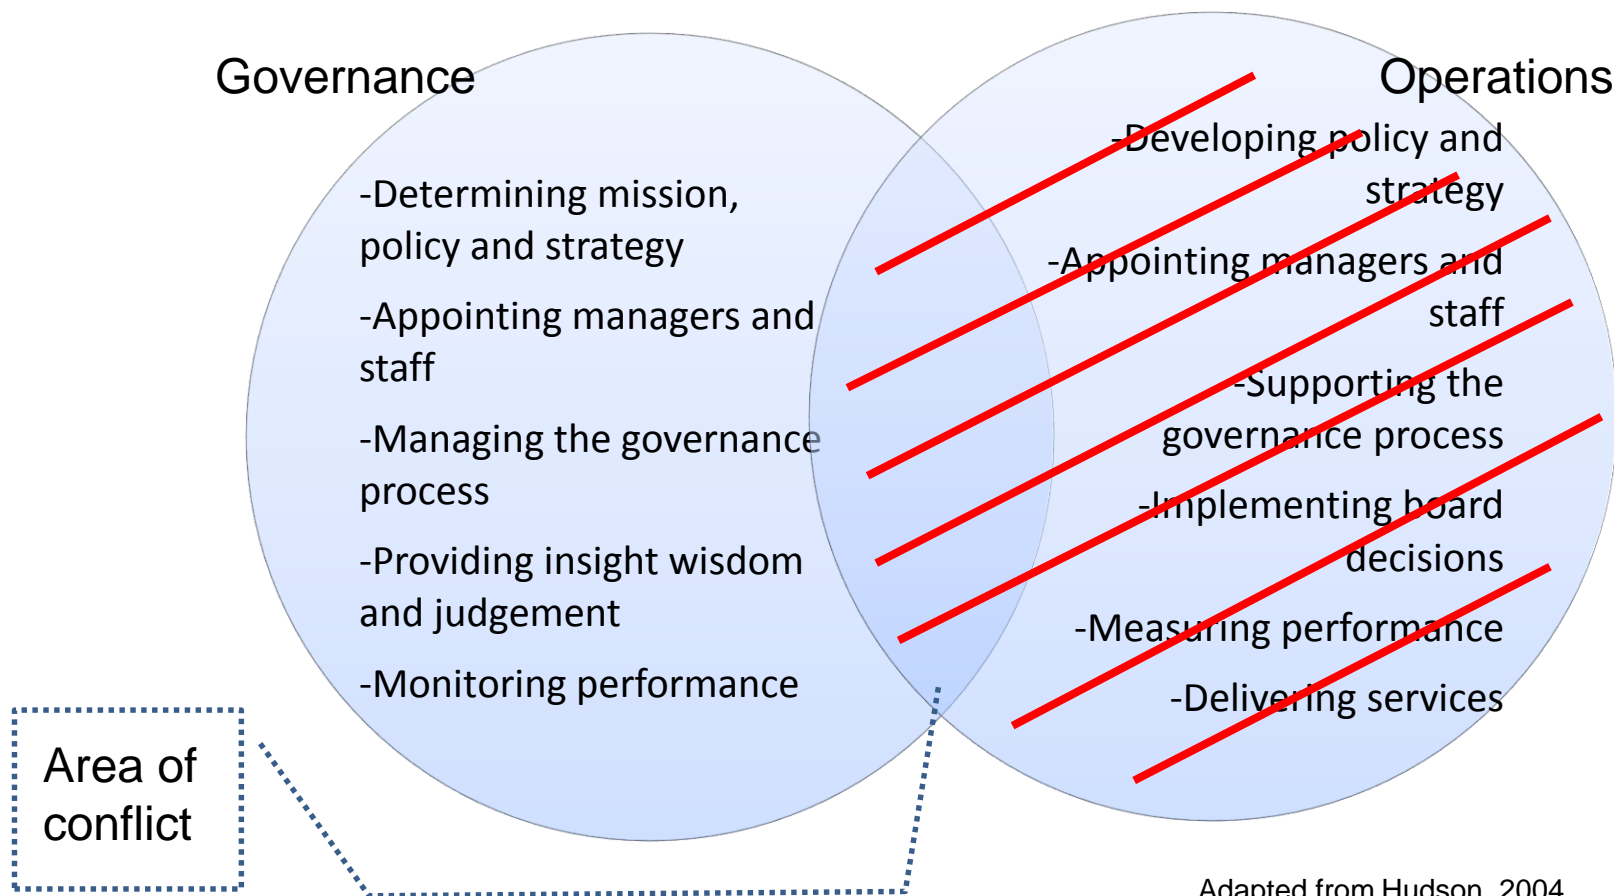 Governance
-Determining mission,
policy and strategy
-Appointing managers and
staff
-Managing the governance
process
-Providing insight wisdom
and judgement
-Monitoring performance
Operations
-Developing policy and
strategy
-Appointing managers and
staff
-Supporting the
governance process
-Implementing board
decisions
-Measuring performance
-Delivering services
Area of
conflict
Adapted from Hudson, 2004